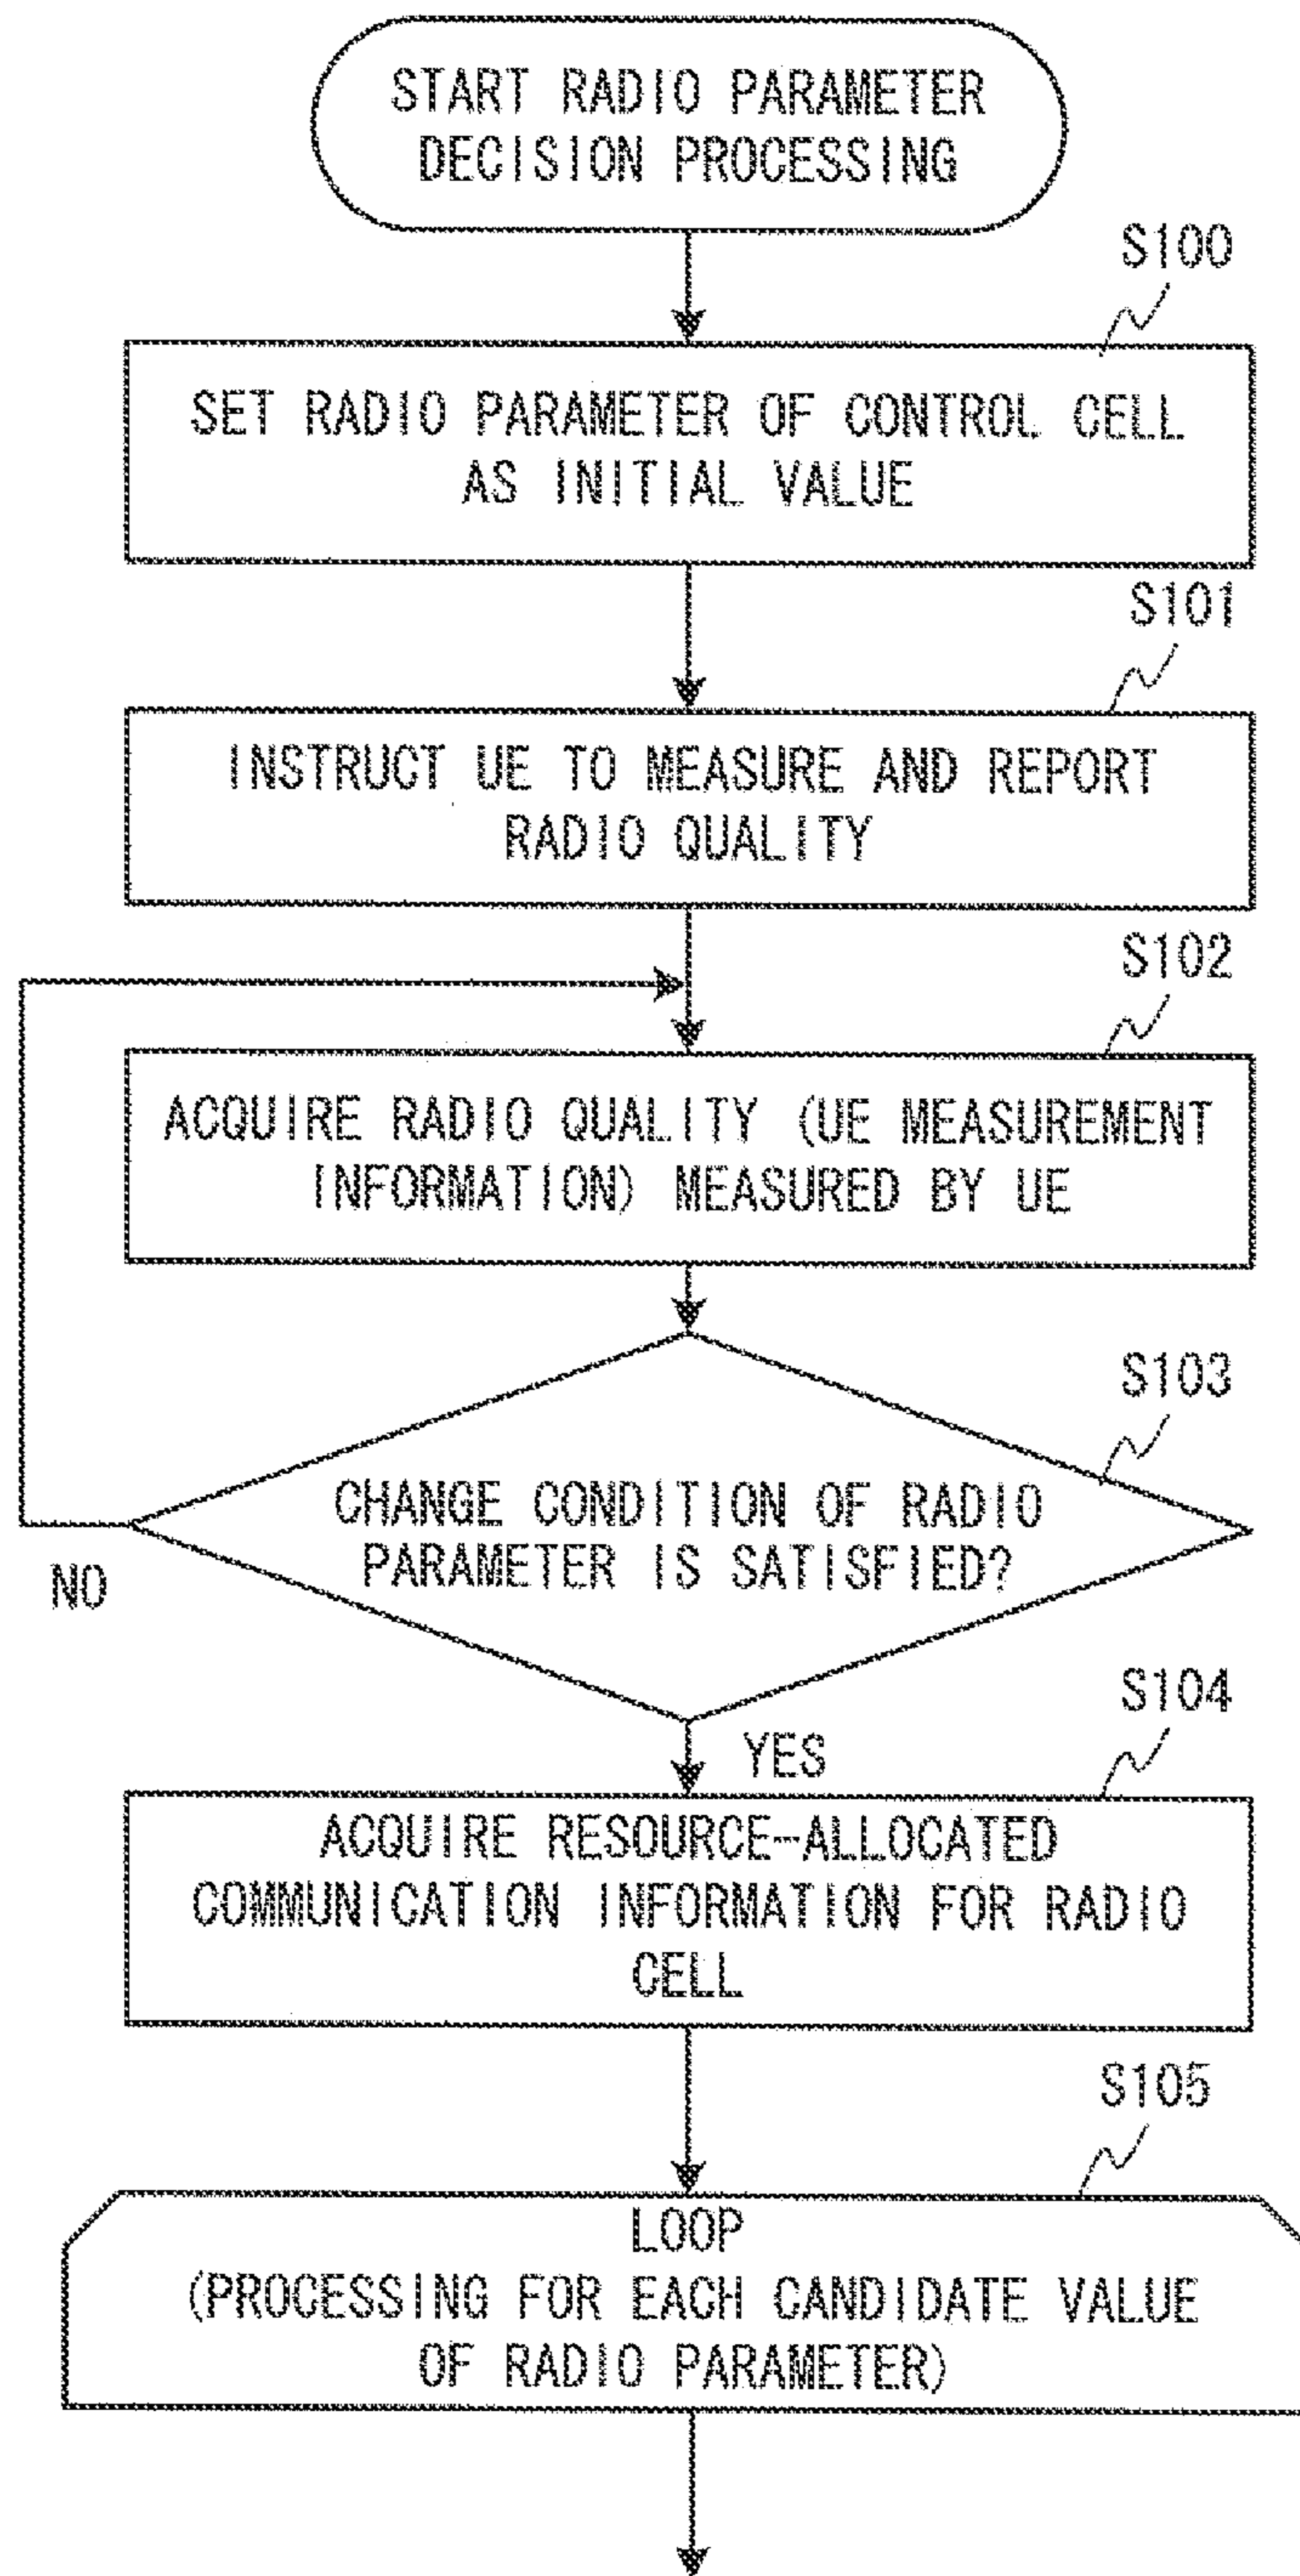 START RADIO PARAMETER
DECISION PROCESSING
S100
SET RADIO PARAMETER OF CONTROL CELL
AS INITIAL VALUE
S101
INSTRUCT UE TO MEASURE AND REPORT
RADIO QUALITY
S102
ACQUIRE RADIO QUALITY (UE MEASUREMENT
INFORMATION) MEASURED BY UE
S103
CHANGE CONDITION OF RADIO
PARAMETER IS SATISFIED?
NO
S104
YES
ACQUIRE RESOURCE-ALLOCATED
COMMUNICATION INFORMATION FOR RADIO
CELL
S105
LOOP
(PROCESSING FOR EACH CANDIDATE VALUE
OF RADIO PARAMETER)